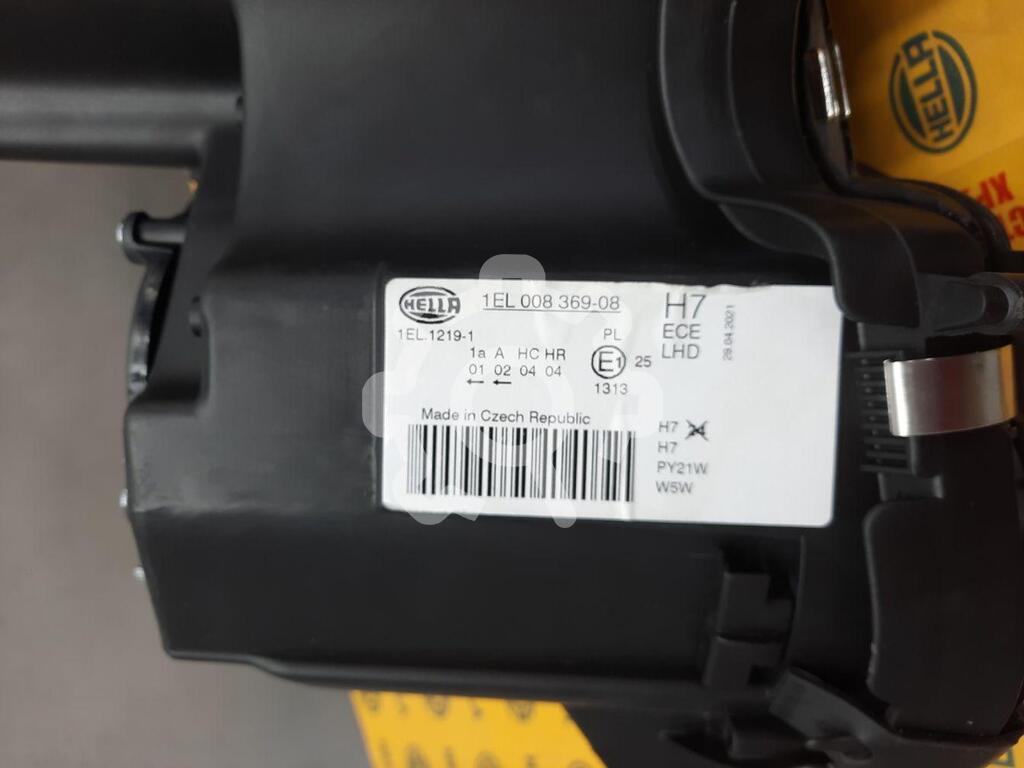 HELLA
HELLA
1EL 008 369-08
H7
1EL.1219-1
PL
ECE
1a A HC HR
E1 25
LHD
01 02 04 04
1313
29.04.2021
Made in Czech Republic
H7
H7
PY21W
W5W